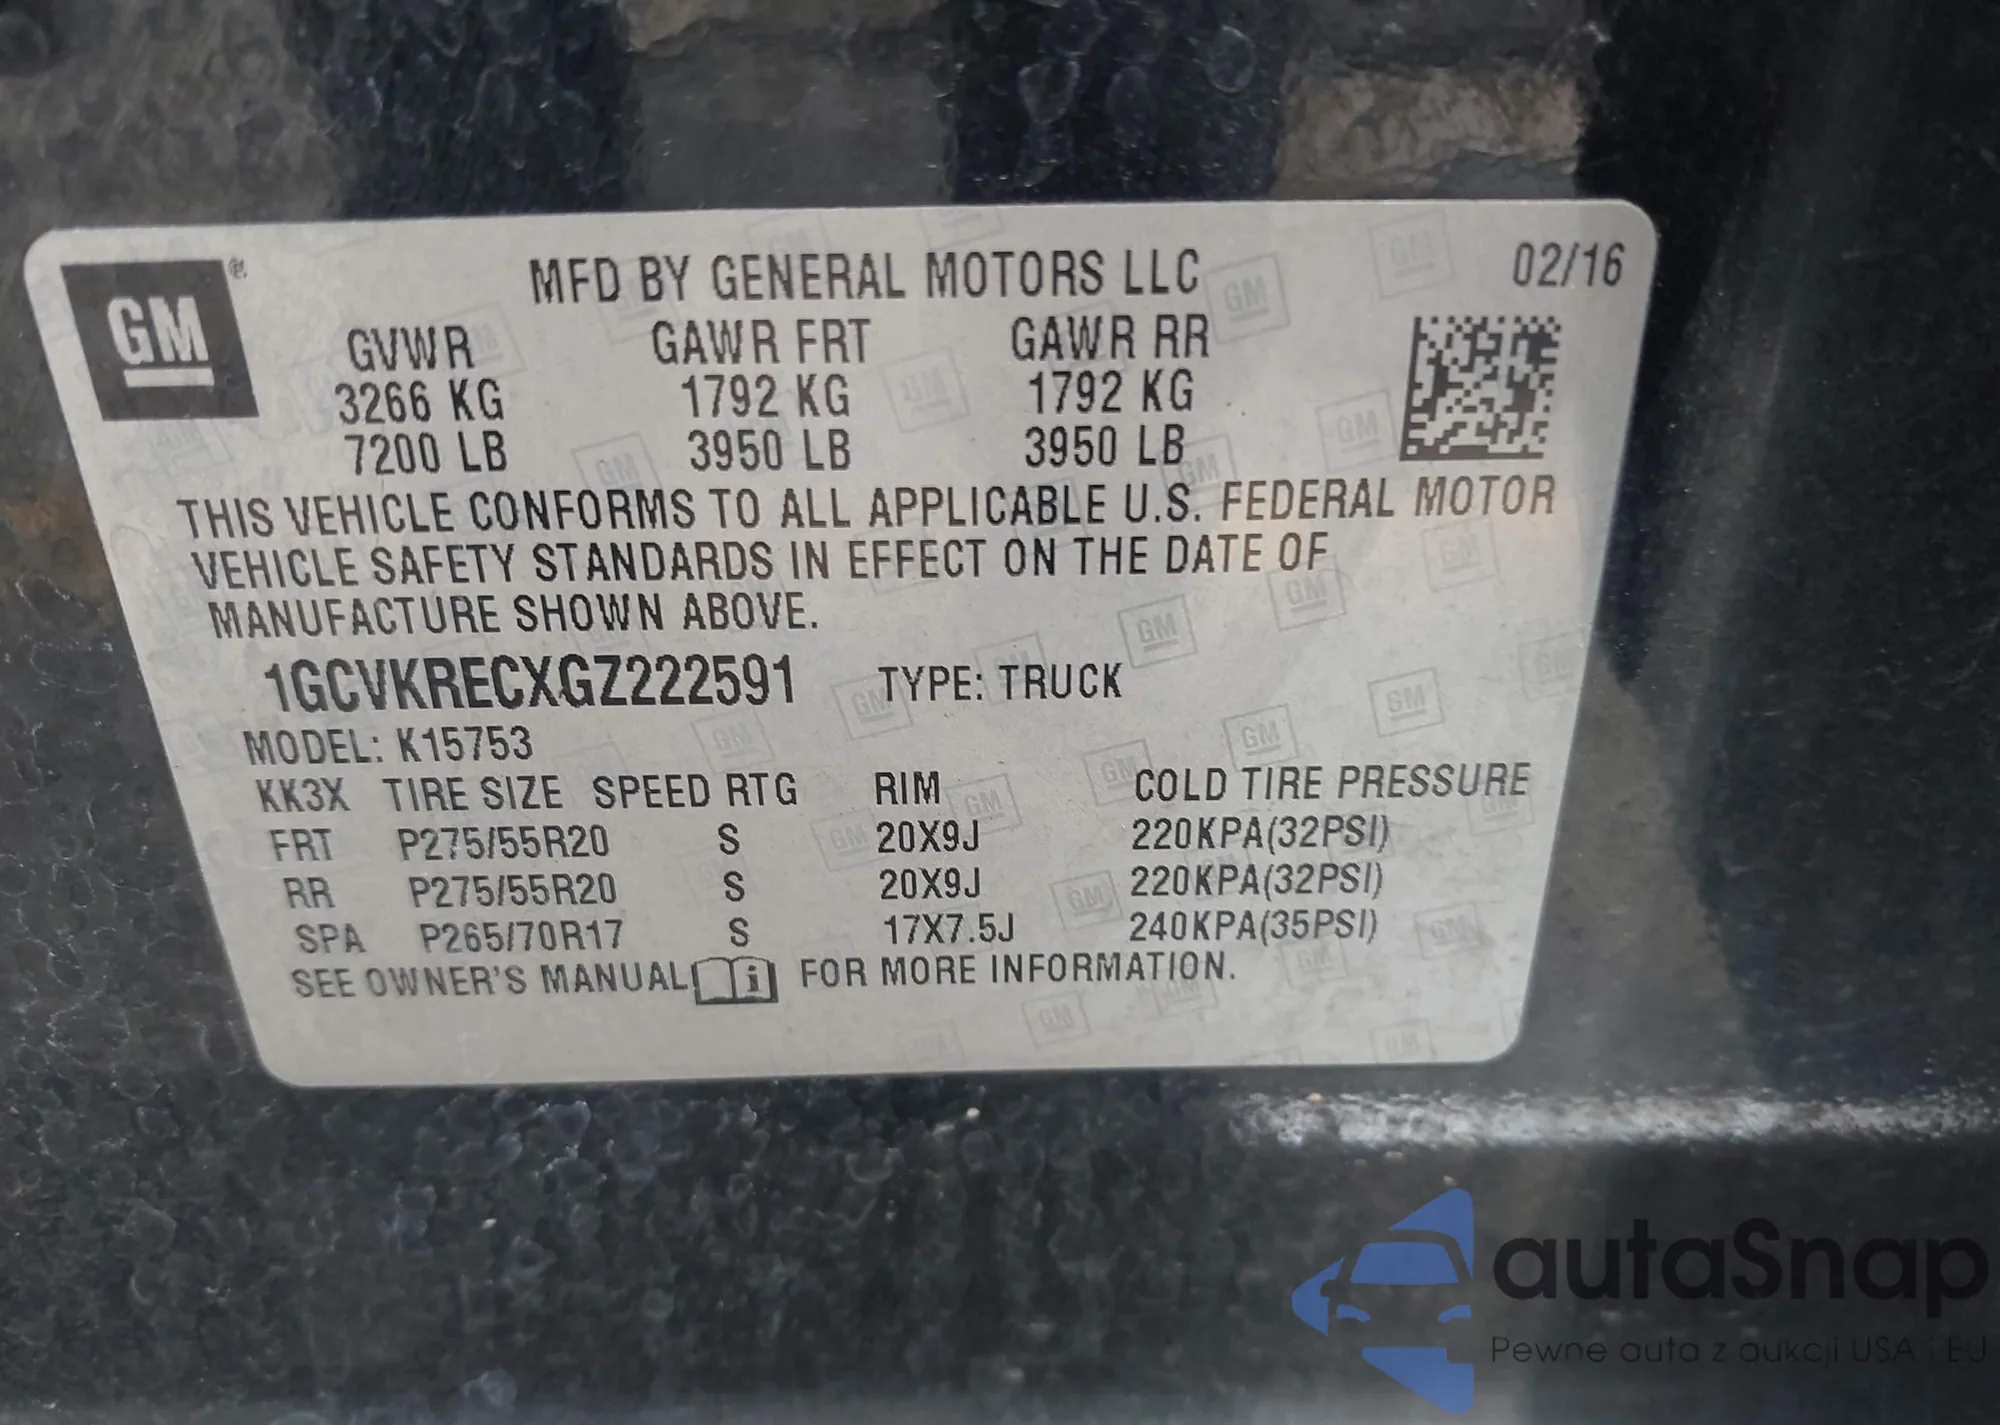 GM®
MFD BY GENERAL MOTORS LLC 02/16
GVWR GAWR FRT GAWR RR
3266 KG 1792 KG 1792 KG
7200 LB 3950 LB 3950 LB
THIS VEHICLE CONFORMS TO ALL APPLICABLE U.S. FEDERAL MOTOR
VEHICLE SAFETY STANDARDS IN EFFECT ON THE DATE OF
MANUFACTURE SHOWN ABOVE.
1GCVKRECXGZ222591 TYPE: TRUCK
MODEL: K15753
KK3X TIRE SIZE SPEED RTG RIM COLD TIRE PRESSURE
FRT P275/55R20 S 20X9J 220KPA(32PSI)
RR P275/55R20 S 20X9J 220KPA(32PSI)
SPA P265/70R17 S 17X7.5J 240KPA(35PSI)
SEE OWNER'S MANUAL FOR MORE INFORMATION.
autaSnap
Pewne auta z aukcji USA i EU